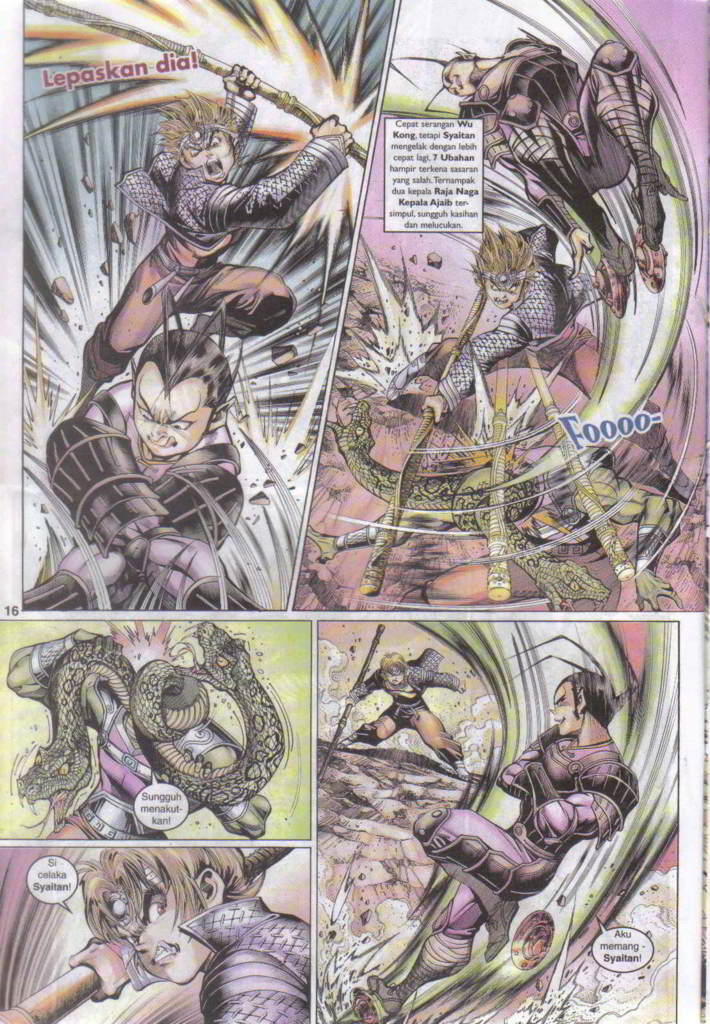 Lepaskan dia!
Cepat serangan Wu
Kong, tetapi Syaitan
mengelak dengan lebih
cepat lagi, 7 Ubahan
hampir terkena sasaran
yang salah. Ternampak
dua kepala Raja Naga
Kepala Ajaib ter-
simpul, sungguh kasihan
dan melucukan.
FOOOO-
16
Sungguh
menakut-
kan!
Si
celaka
Syaitan!
Aku
memang -
Syaitan!